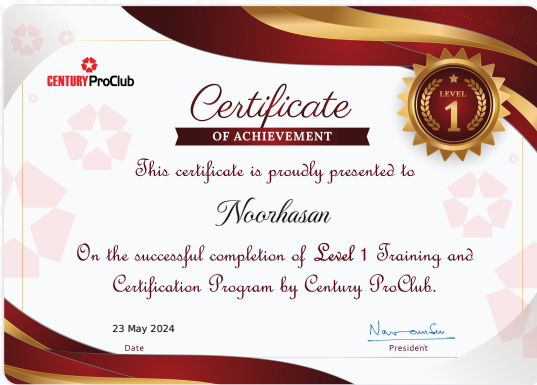 CENTURY ProClub
LEVEL
1
Certificate
OF ACHIEVEMENT
This certificate is proudly presented to
Noorhasan
On the successful completion of Level 1 Training and
Certification Program by Century ProClub.
23 May 2024
Date
President